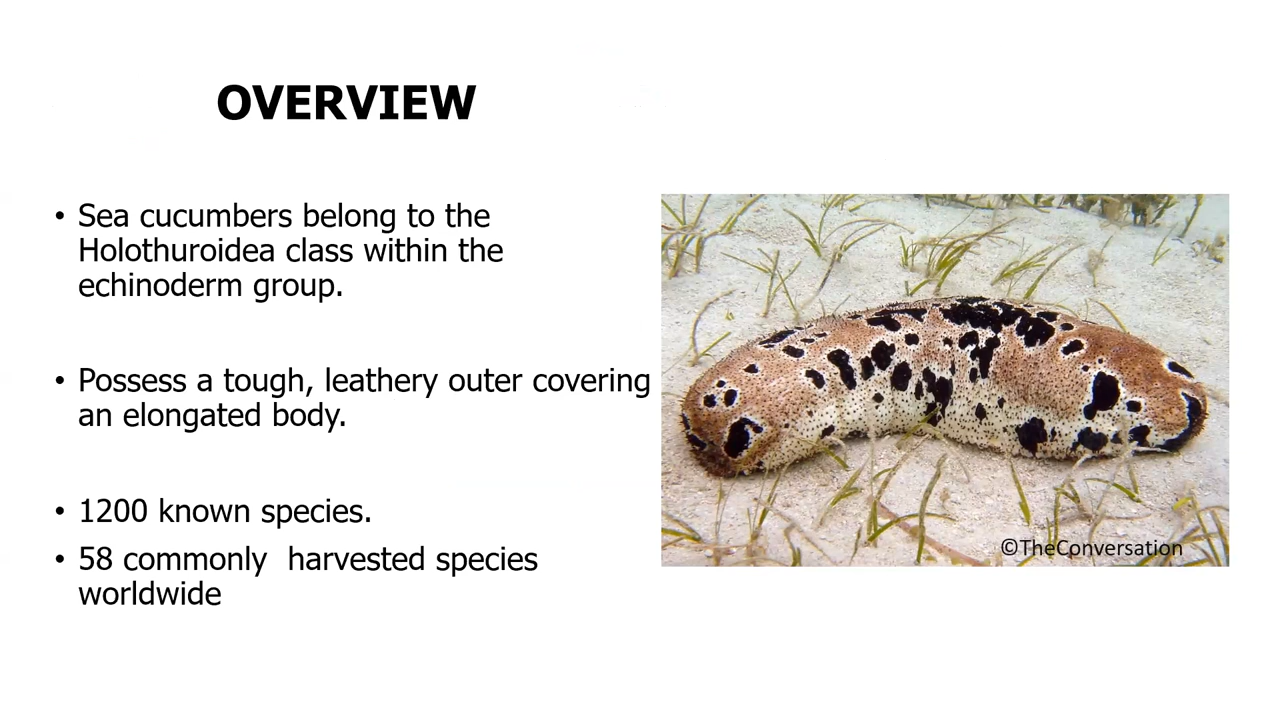 OVERVIEW
• Sea cucumbers belong to the
Holothuroidea class within the
echinoderm group.
• Possess a tough, leathery outer covering
an elongated body.
• 1200 known species.
• 58 commonly  harvested species
worldwide
©TheConversation